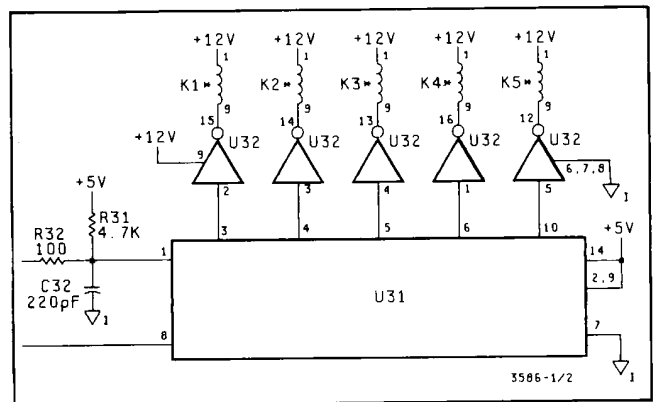 +12V +12V +12V +12V +12V
1 1 1 1 1
K1* K2* K3* K4* K5*
9 9 9 9 9
15 14 13 16 12
+12V U32 U32 U32 U32 U32
9 6,7,8
2 3 4 1 5
I
+5V
R31
4.7K
R32
100
3 4 5 6 10
+5V
1 14
2,9
C32
220pF
U31
I
7
8
I
3586-1/2